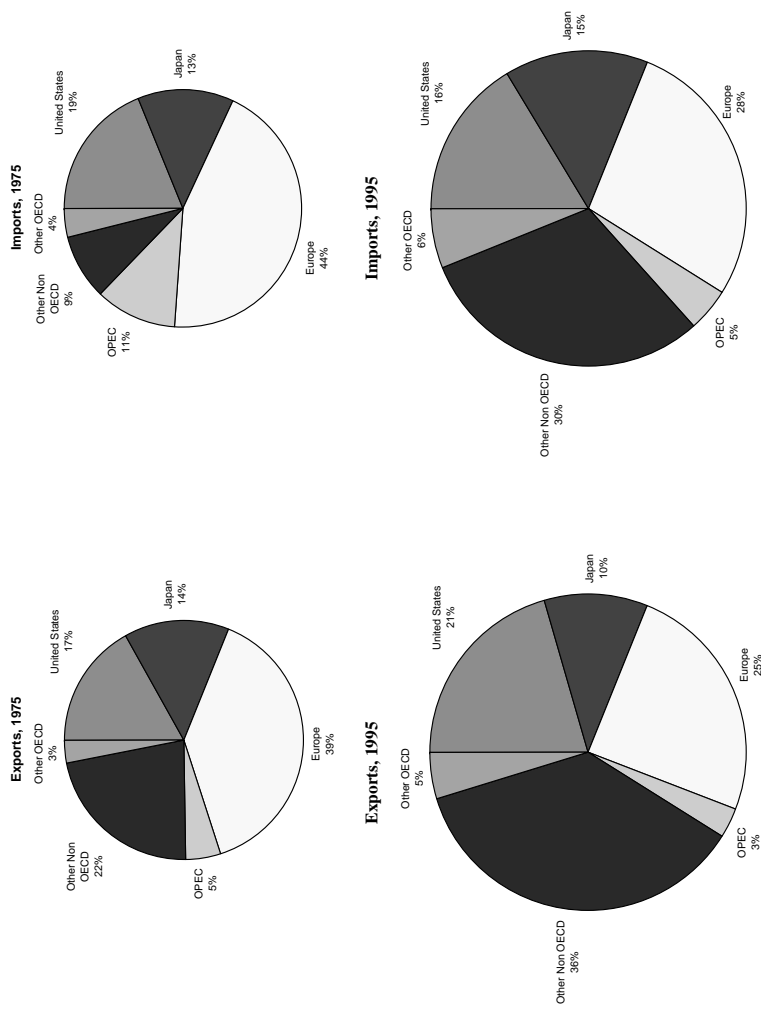 Exports, 1975
Other OECD
3%
United States
17%
Other Non
OECD
22%
Japan
14%
OPEC
5%
Europe
39%
Imports, 1975
Other OECD
4%
United States
19%
Other Non
OECD
9%
Japan
13%
OPEC
11%
Europe
44%
Exports, 1995
Other OECD
5%
United States
21%
Other Non OECD
36%
Japan
10%
OPEC
3%
Europe
25%
Imports, 1995
Other OECD
6%
United States
16%
Other Non OECD
30%
Japan
15%
OPEC
5%
Europe
28%